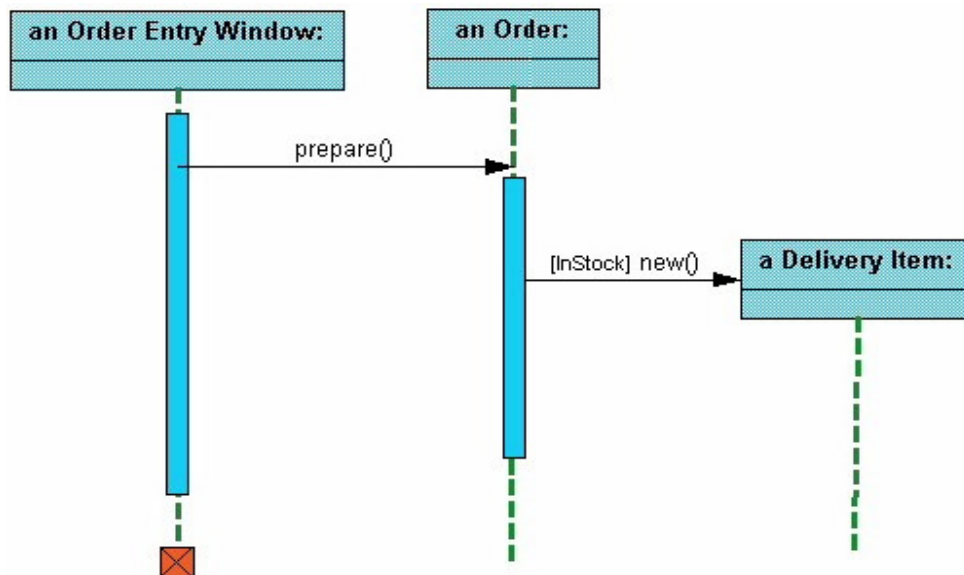 an Order Entry Window:
an Order:
prepare()
[InStock] new()
a Delivery Item: